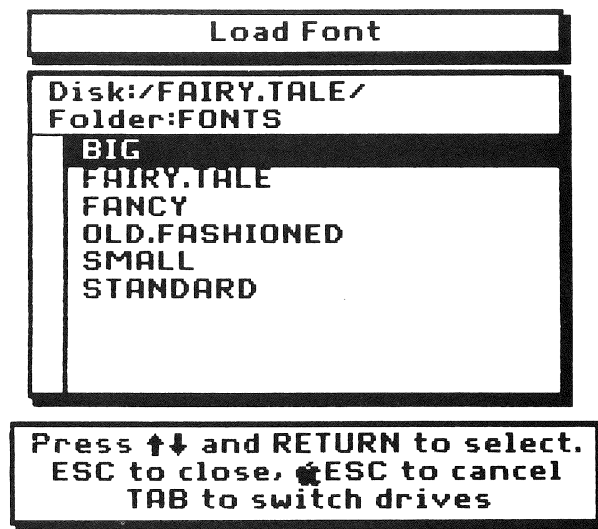 Load Font
Disk:/FAIRY.TALE/
Folder:FONTS
BIG
FAIRY.TALE
FANCY
OLD.FASHIONED
SMALL
STANDARD
Press ↑↓ and RETURN to select.
ESC to close, ESC to cancel
TAB to switch drives